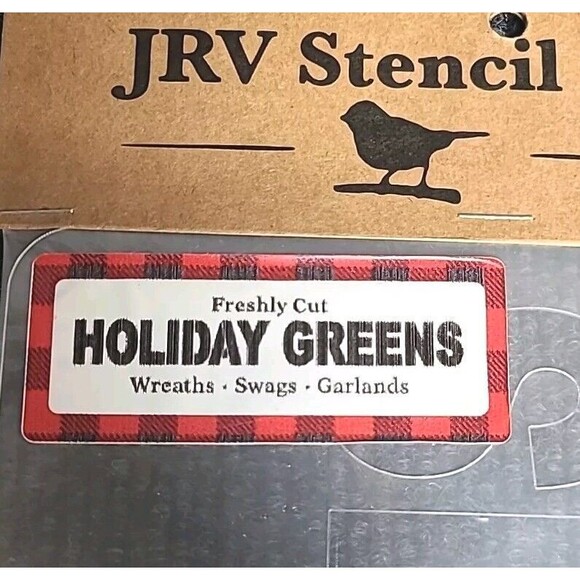 JRV Stencil
Freshly Cut
HOLIDAY GREENS
Wreaths · Swags · Garlands